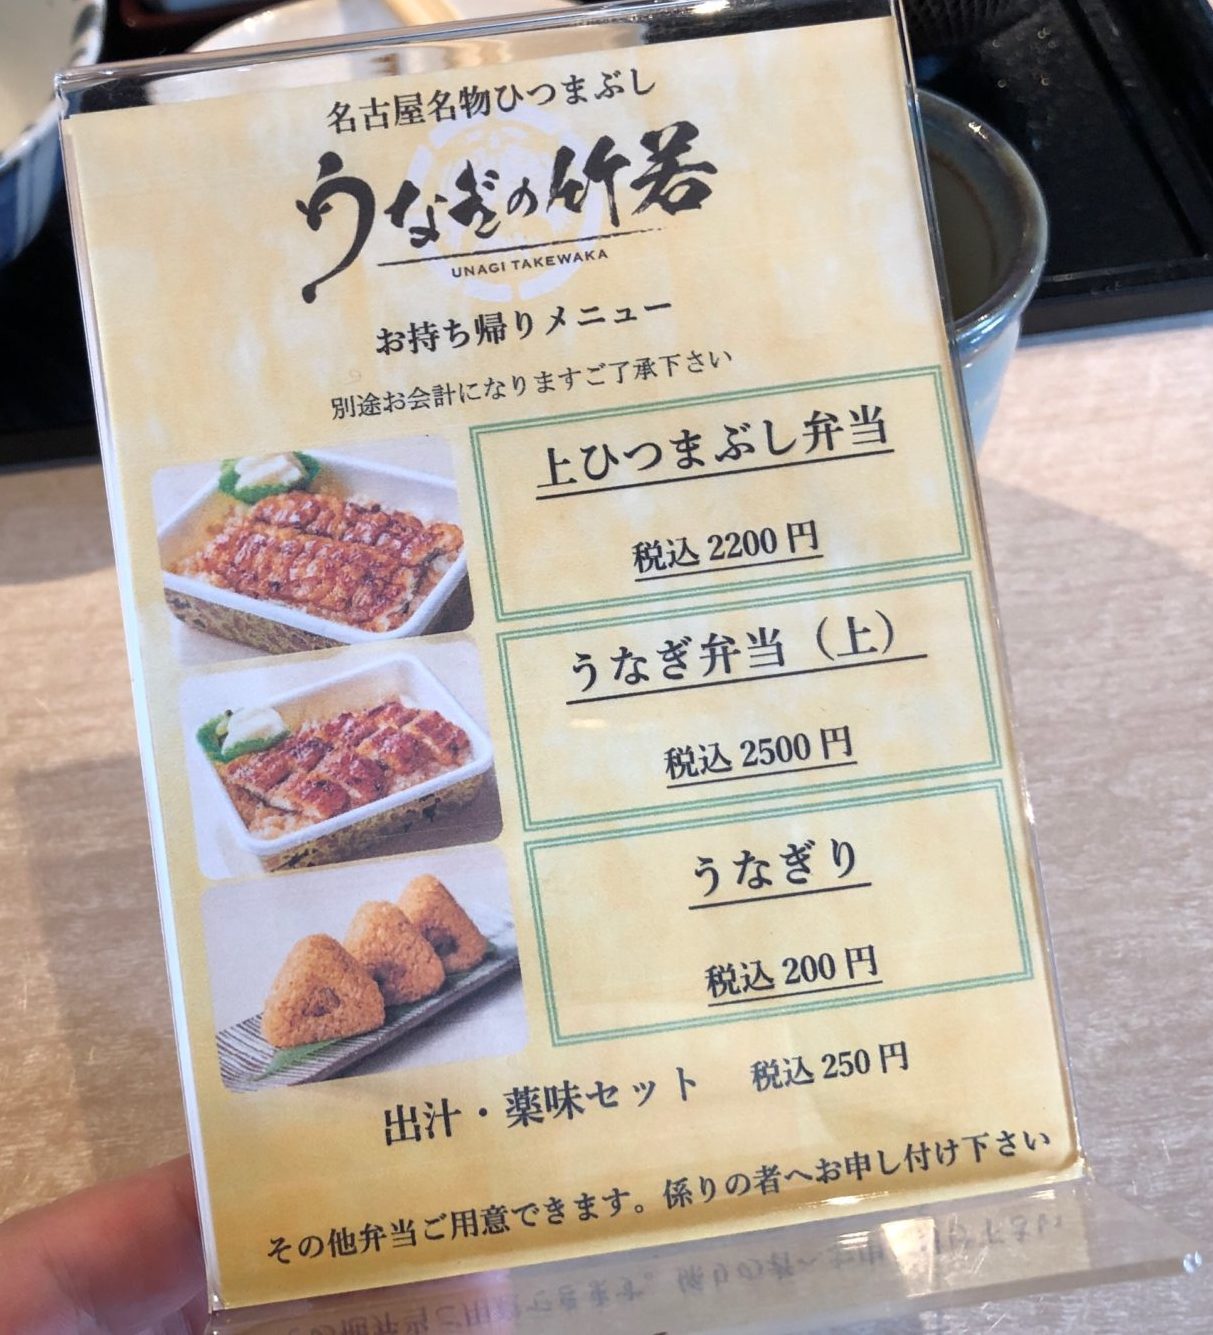 名古屋名物ひつまぶし
うなぎの竹若
UNAGI TAKEWAKA
お持ち帰りメニュー
別途お会計になりますご了承下さい
上ひつまぶし弁当
税込 2200 円
うなぎ弁当（上）
税込 2500 円
うなぎり
税込 200 円
出汁・薬味セット 税込 250 円
その他弁当ご用意できます。係りの者へお申し付け下さい